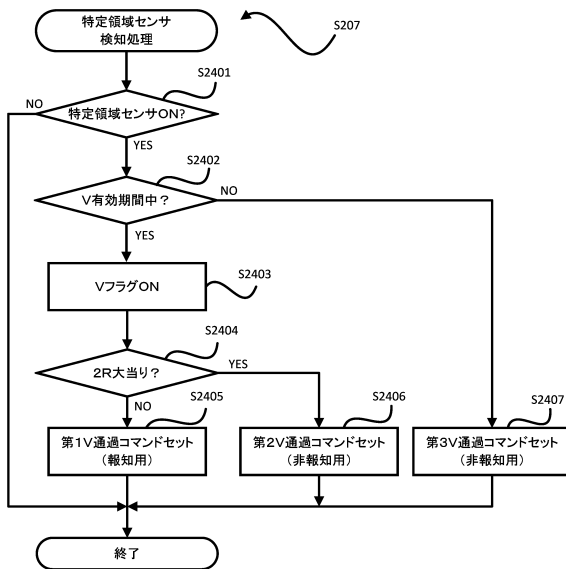 特定領域センサ
検知処理
S207
S2401
NO
特定領域センサON?
YES
S2402
NO
V有効期間中?
YES
S2403
VフラグON
S2404
2R大当り?
YES
NO
S2405
S2406
S2407
第1V通過コマンドセット
(報知用)
第2V通過コマンドセット
(非報知用)
第3V通過コマンドセット
(非報知用)
終了